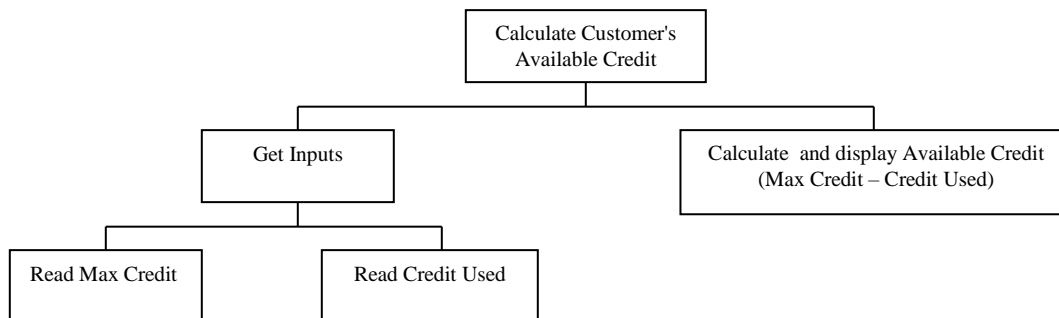 Calculate Customer's
Available Credit
Get Inputs
Calculate  and display Available Credit
(Max Credit – Credit Used)
Read Max Credit
Read Credit Used